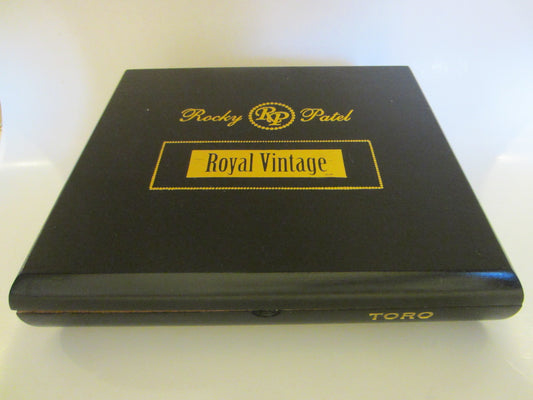 Rocky RP Patel
Royal Vintage
TORO